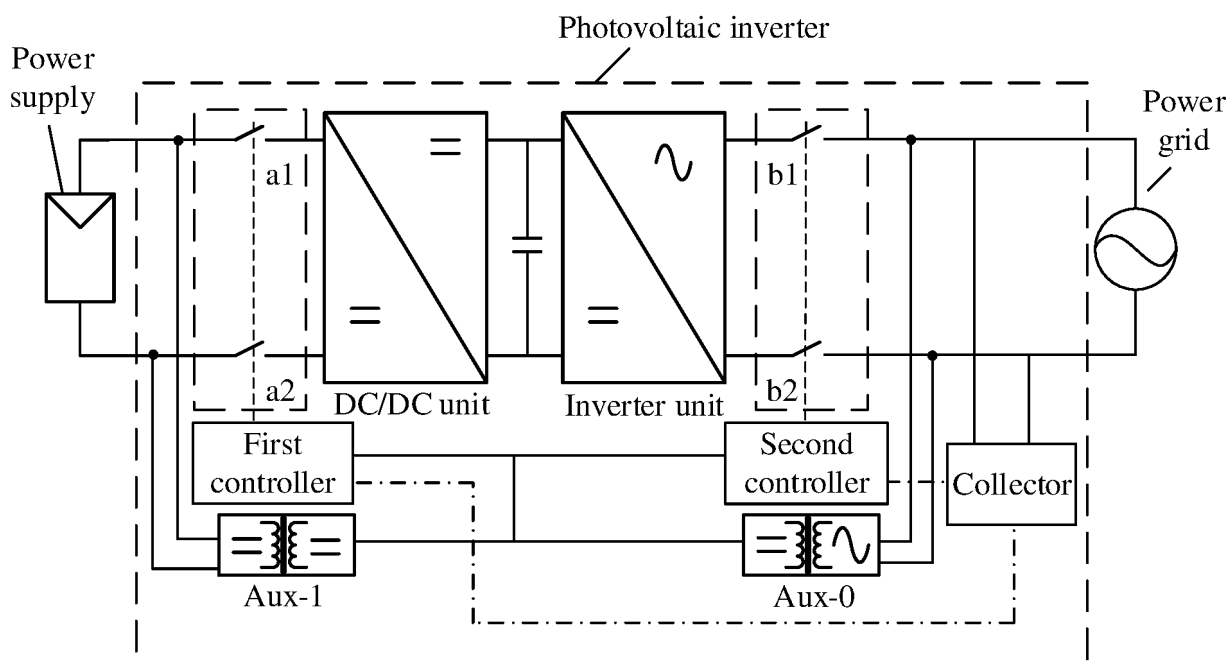 Photovoltaic inverter
Power
supply
Power
grid
a1
b1
a2
b2
DC/DC unit
Inverter unit
First
controller
Second
controller
Collector
Aux-1
Aux-0